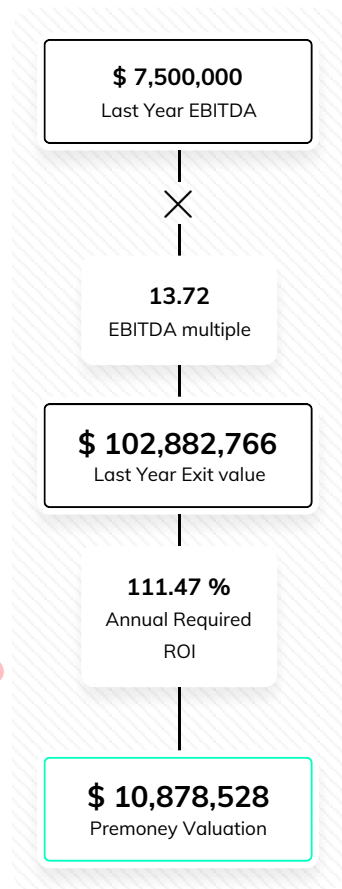 $ 7,500,000
Last Year EBITDA
13.72
EBITDA multiple
$ 102,882,766
Last Year Exit value
111.47 %
Annual Required
ROI
$ 10,878,528
Premoney Valuation